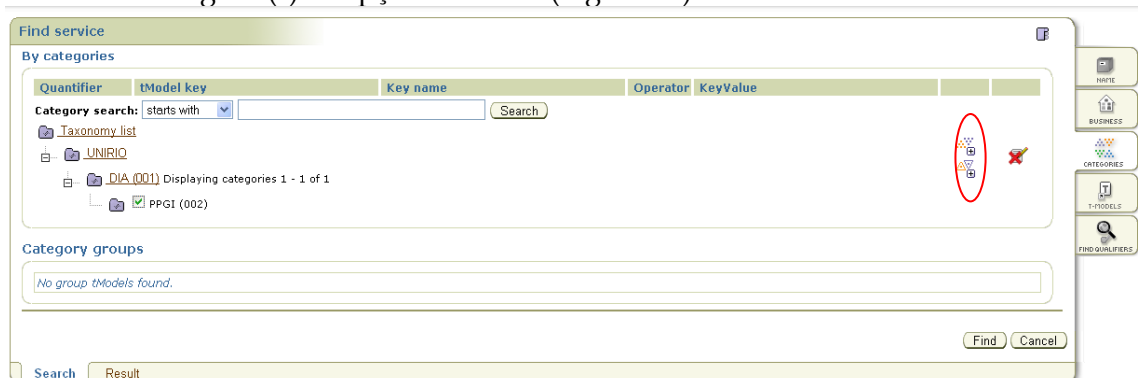 Find service
By categories
Quantifier tModel key Key name Operator KeyValue
Category search: starts with Search
Taxonomy list
UNIRIO
DIA (001) Displaying categories 1 - 1 of 1
PPGI (002)
Category groups
No group tModels found.
Find Cancel
Search Result
NAME
BUSINESS
CATEGORIES
T-MODELS
FIND QUALIFIERS